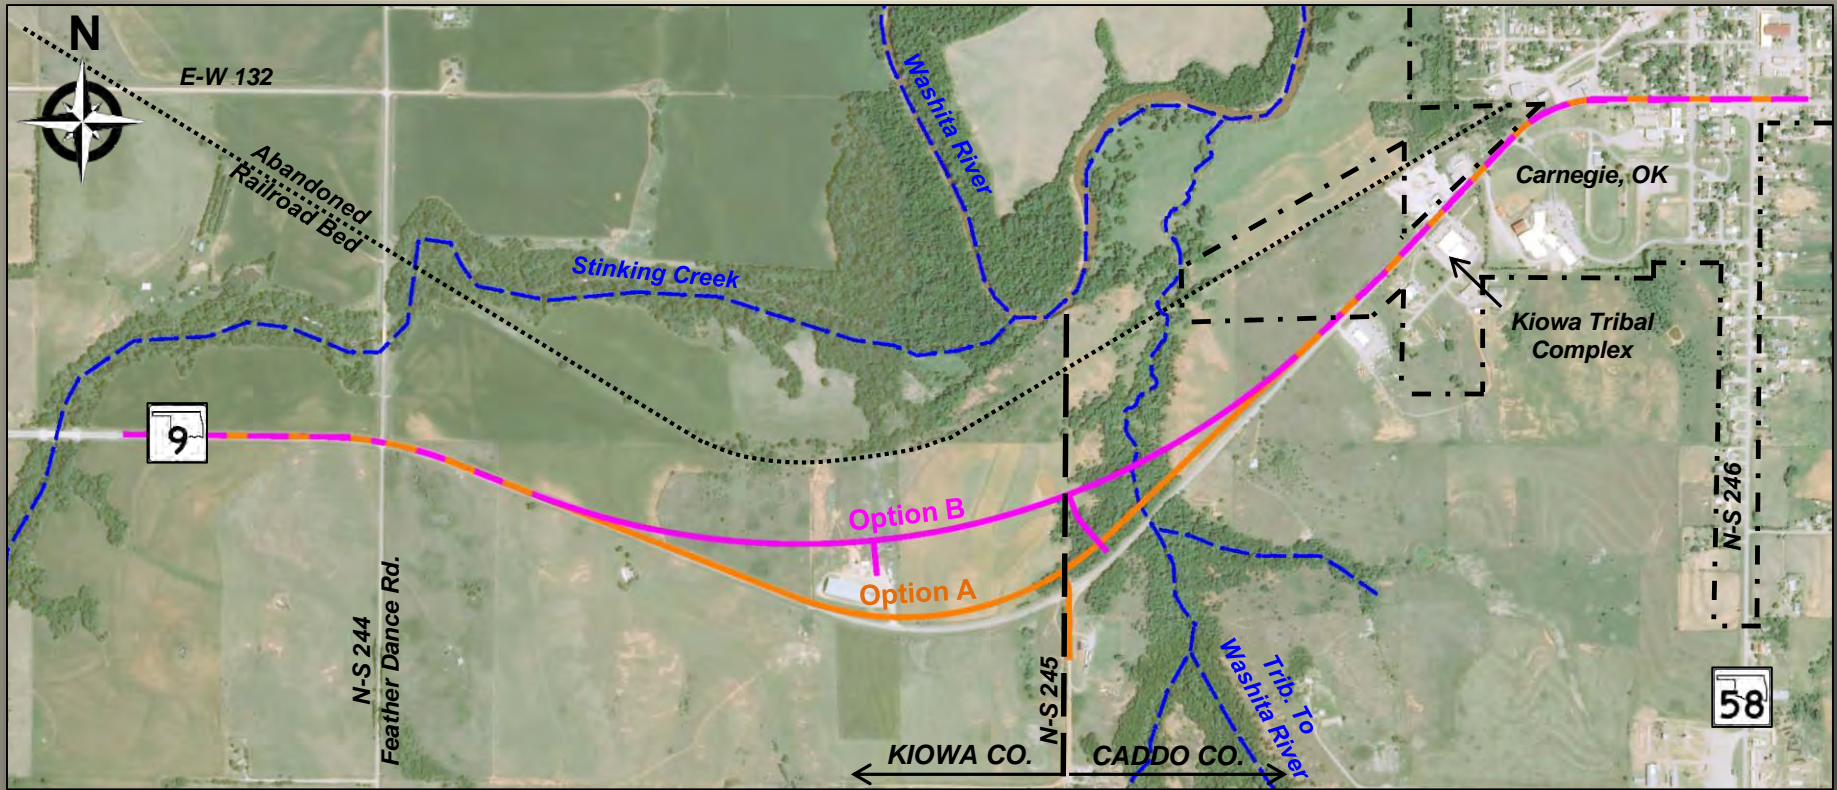 N
E-W 132
Washita River
Abandoned
Railroad Bed
Carnegie, OK
Stinking Creek
Kiowa Tribal
Complex
9
Option B
N-S 246
Option A
N-S 244
Feather Dance Rd.
N-S 245
Trib. To
Washita River
58
KIOWA CO.
CADDO CO.